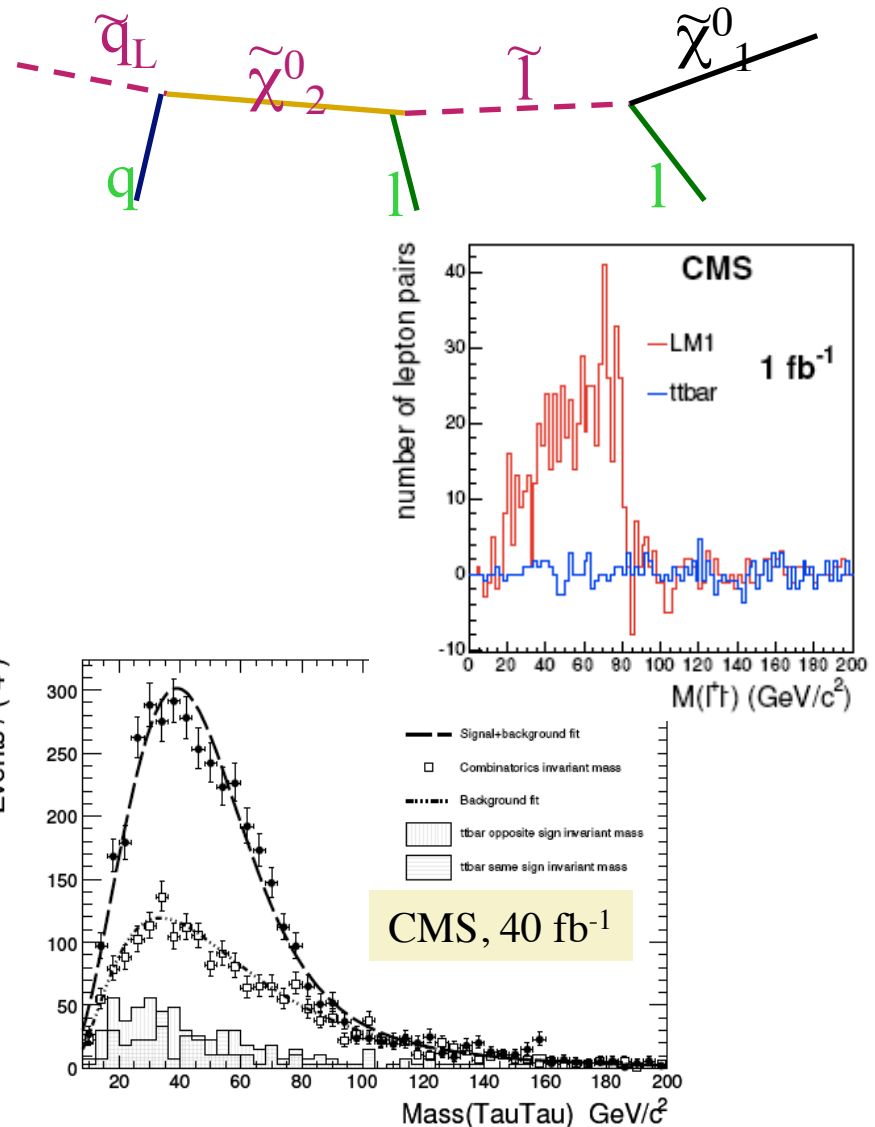 q̃L χ̃⁰₂ l̃ χ̃⁰₁
q l l
number of lepton pairs
40
30
20
10
0
-10
CMS
LM1
1 fb⁻¹
ttbar
0 20 40 60 80 100 120 140 160 180 200
M(l⁺l⁻) (GeV/c²)
300
250
200
150
100
50
0
Signal+background fit
Combinatorics invariant mass
Background fit
ttbar opposite sign invariant mass
ttbar same sign invariant mass
CMS, 40 fb⁻¹
20 40 60 80 100 120 140 160 180 200
Mass(TauTau) GeV/c²